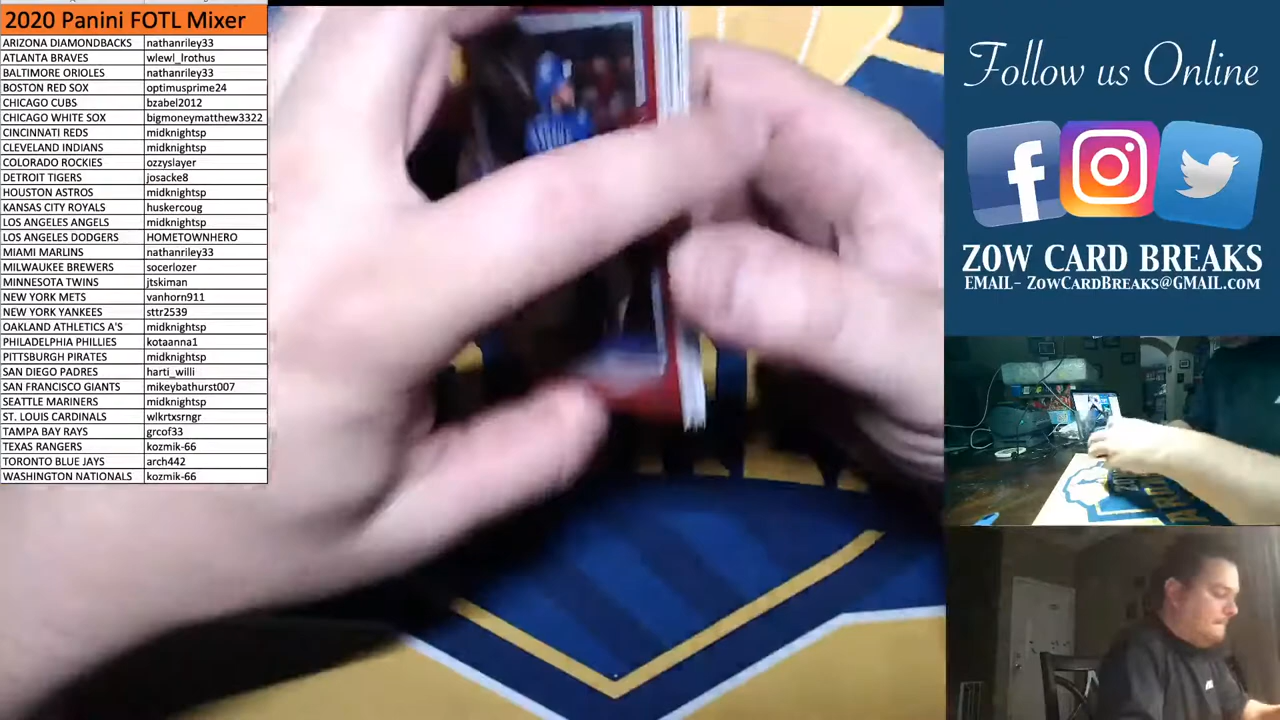 2020 Panini FOTL Mixer
ARIZONA DIAMONDBACKS nathanriley33
ATLANTA BRAVES wlewl_lrothus
BALTIMORE ORIOLES nathanriley33
BOSTON RED SOX optimusprime24
CHICAGO CUBS bzabel2012
CHICAGO WHITE SOX bigmoneymatthew3322
CINCINNATI REDS midknightsp
CLEVELAND INDIANS midknightsp
COLORADO ROCKIES ozzyslayer
DETROIT TIGERS josacke8
HOUSTON ASTROS midknightsp
KANSAS CITY ROYALS huskercoug
LOS ANGELES ANGELS midknightsp
LOS ANGELES DODGERS HOMETOWNHERO
MIAMI MARLINS nathanriley33
MILWAUKEE BREWERS socerlozer
MINNESOTA TWINS jtskiman
NEW YORK METS vanhorn911
NEW YORK YANKEES sttr2539
OAKLAND ATHLETICS A'S midknightsp
PHILADELPHIA PHILLIES kotaanna1
PITTSBURGH PIRATES midknightsp
SAN DIEGO PADRES harti_willi
SAN FRANCISCO GIANTS mikeybathurst007
SEATTLE MARINERS midknightsp
ST. LOUIS CARDINALS wlkrtxsrngr
TAMPA BAY RAYS grcof33
TEXAS RANGERS kozmik-66
TORONTO BLUE JAYS arch442
WASHINGTON NATIONALS kozmik-66
Follow us Online
ZOW CARD BREAKS
EMAIL- ZOWCARDBREAKS@GMAIL.COM